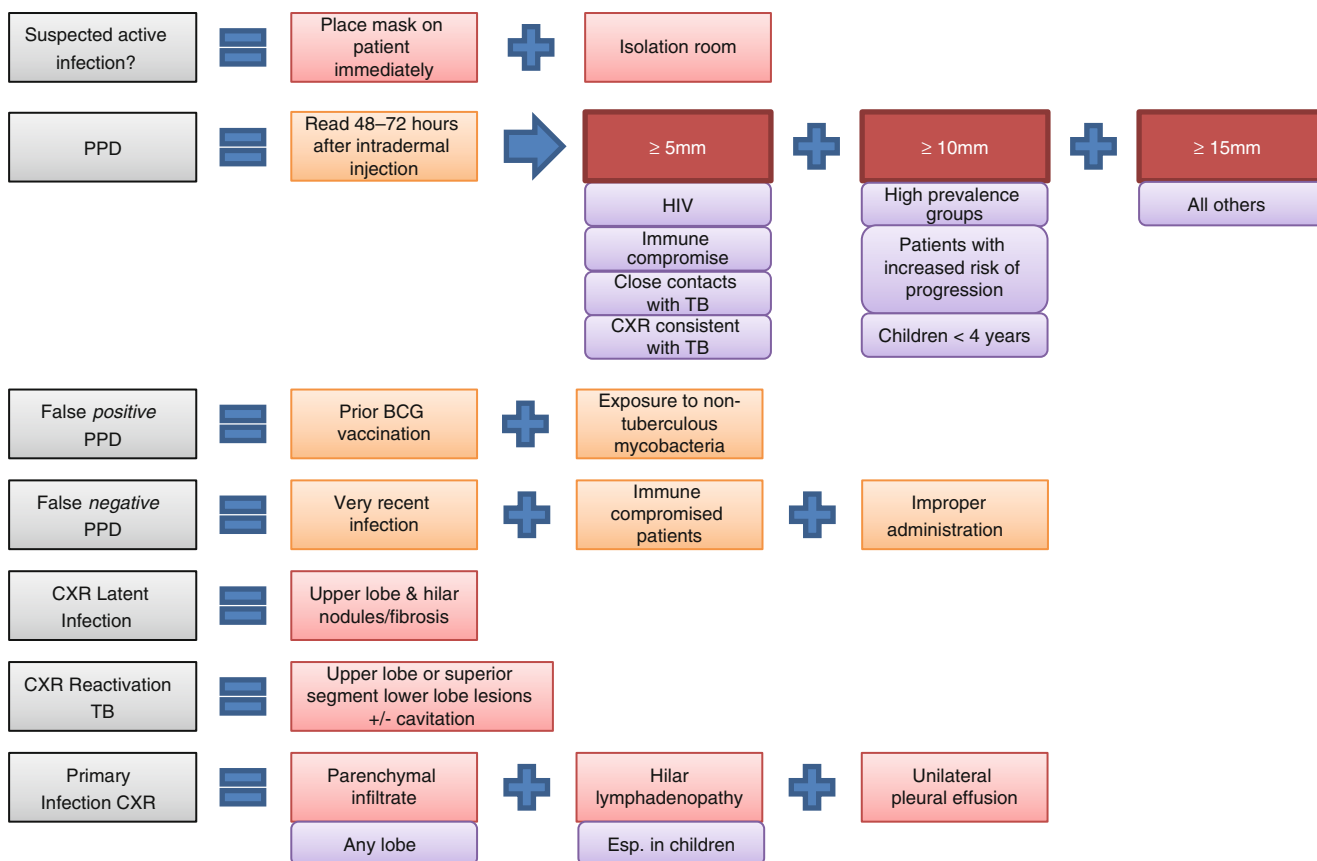 Suspected active
infection?
Place mask on
patient
immediately
Isolation room
PPD
Read 48–72 hours
after intradermal
injection
≥ 5mm
HIV
Immune
compromise
Close contacts
with TB
CXR consistent
with TB
≥ 10mm
High prevalence
groups
Patients with
increased risk of
progression
Children < 4 years
≥ 15mm
All others
False positive
PPD
Prior BCG
vaccination
Exposure to non-
tuberculous
mycobacteria
False negative
PPD
Very recent
infection
Immune
compromised
patients
Improper
administration
CXR Latent
Infection
Upper lobe & hilar
nodules/fibrosis
CXR Reactivation
TB
Upper lobe or superior
segment lower lobe lesions
+/- cavitation
Primary
Infection CXR
Parenchymal
infiltrate
Any lobe
Hilar
lymphadenopathy
Esp. in children
Unilateral
pleural effusion